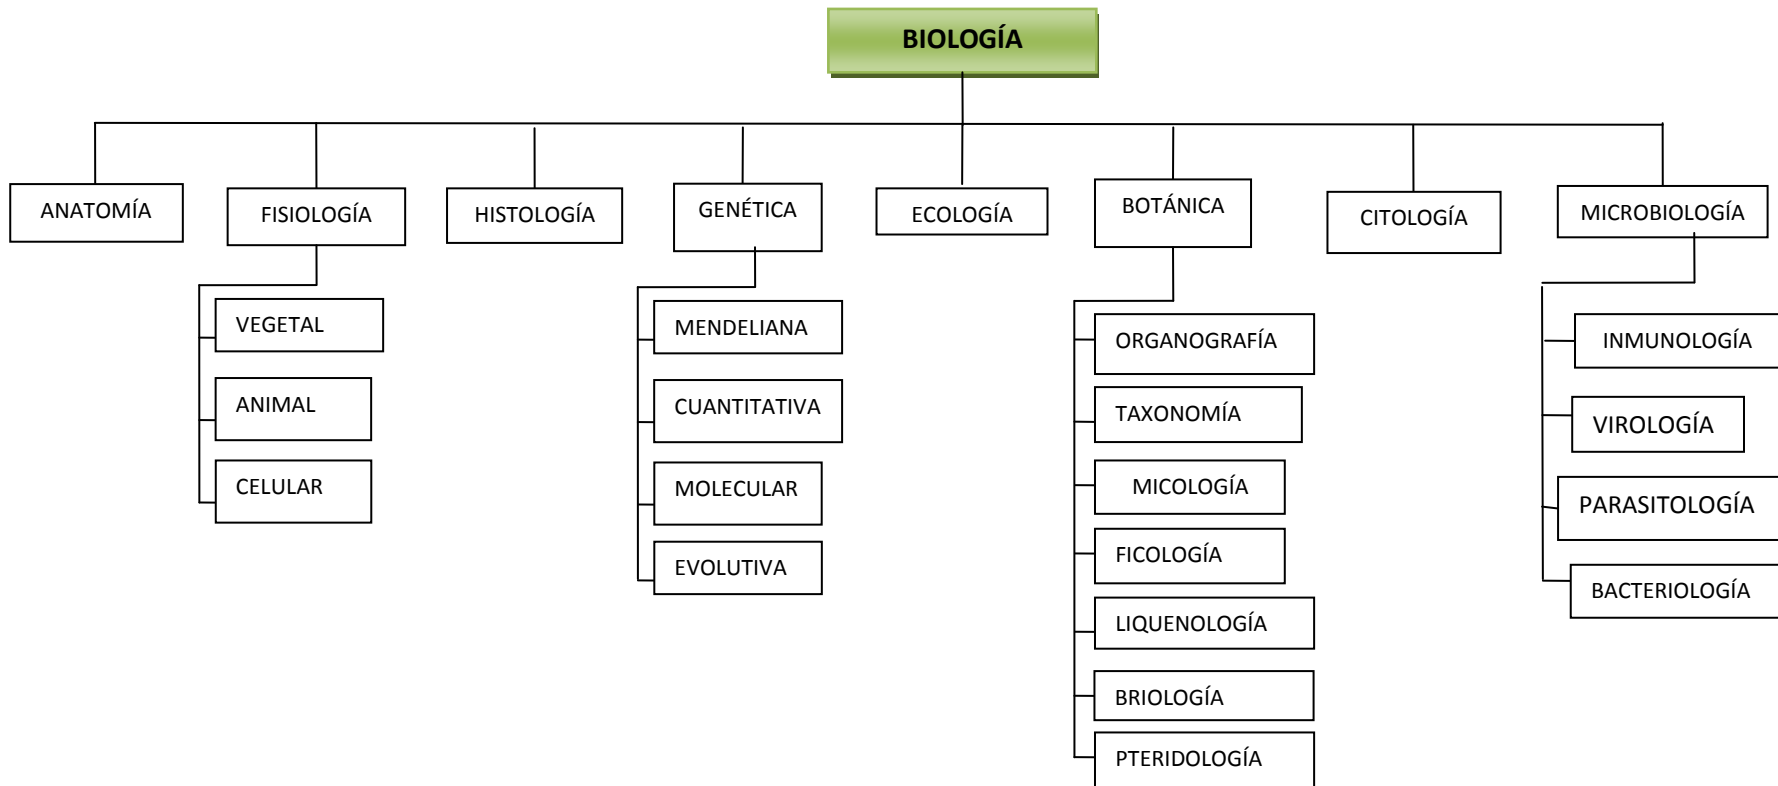 BIOLOGÍA
ANATOMÍA
FISIOLOGÍA
HISTOLOGÍA
GENÉTICA
ECOLOGÍA
BOTÁNICA
CITOLOGÍA
MICROBIOLOGÍA
VEGETAL
ANIMAL
CELULAR
MENDELIANA
CUANTITATIVA
MOLECULAR
EVOLUTIVA
ORGANOGRAFÍA
TAXONOMÍA
MICOLOGÍA
FICOLOGÍA
LIQUENOLOGÍA
BRIOLOGÍA
PTERIDOLOGÍA
INMUNOLOGÍA
VIROLOGÍA
PARASITOLOGÍA
BACTERIOLOGÍA